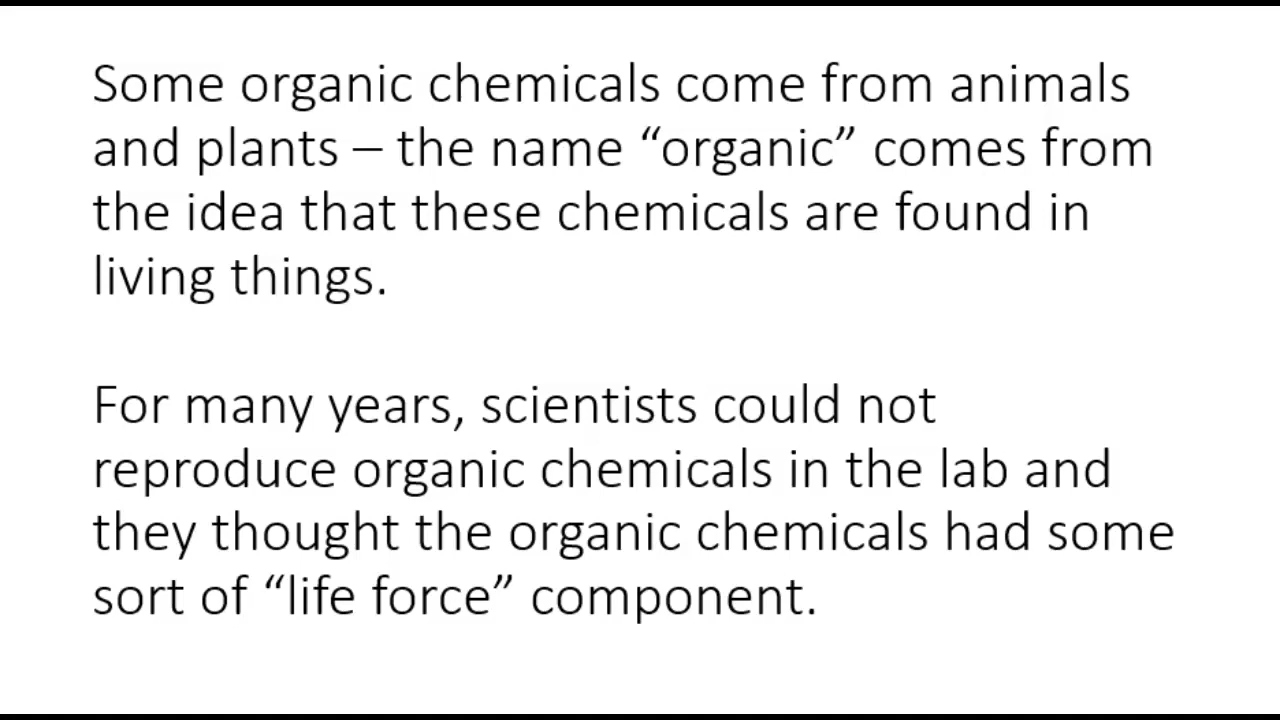 Some organic chemicals come from animals
and plants – the name “organic” comes from
the idea that these chemicals are found in
living things.
For many years, scientists could not
reproduce organic chemicals in the lab and
they thought the organic chemicals had some
sort of “life force” component.